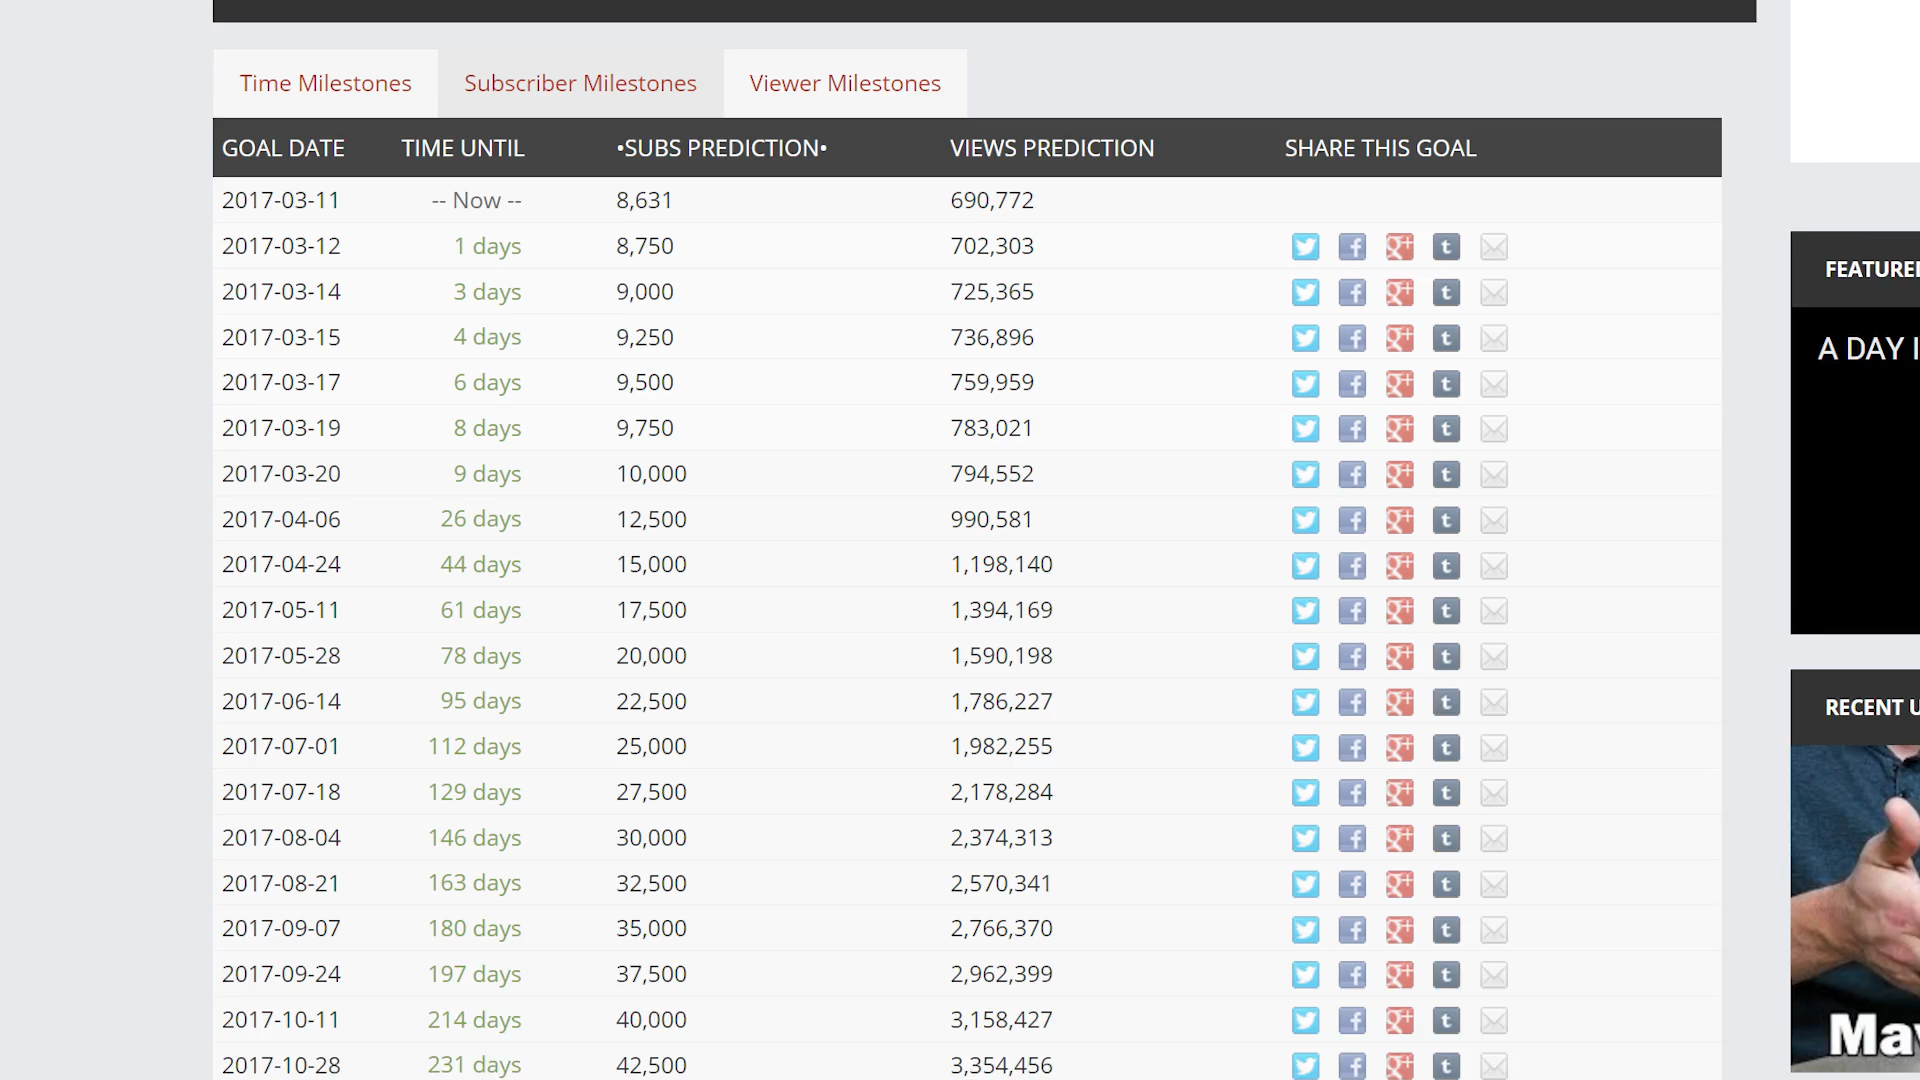 Time Milestones Subscriber Milestones Viewer Milestones
GOAL DATE TIME UNTIL •SUBS PREDICTION• VIEWS PREDICTION SHARE THIS GOAL
2017-03-11 -- Now -- 8,631 690,772
2017-03-12 1 days 8,750 702,303
2017-03-14 3 days 9,000 725,365
2017-03-15 4 days 9,250 736,896
2017-03-17 6 days 9,500 759,959
2017-03-19 8 days 9,750 783,021
2017-03-20 9 days 10,000 794,552
2017-04-06 26 days 12,500 990,581
2017-04-24 44 days 15,000 1,198,140
2017-05-11 61 days 17,500 1,394,169
2017-05-28 78 days 20,000 1,590,198
2017-06-14 95 days 22,500 1,786,227
2017-07-01 112 days 25,000 1,982,255
2017-07-18 129 days 27,500 2,178,284
2017-08-04 146 days 30,000 2,374,313
2017-08-21 163 days 32,500 2,570,341
2017-09-07 180 days 35,000 2,766,370
2017-09-24 197 days 37,500 2,962,399
2017-10-11 214 days 40,000 3,158,427
2017-10-28 231 days 42,500 3,354,456
FEATURED
A DAY
RECENT